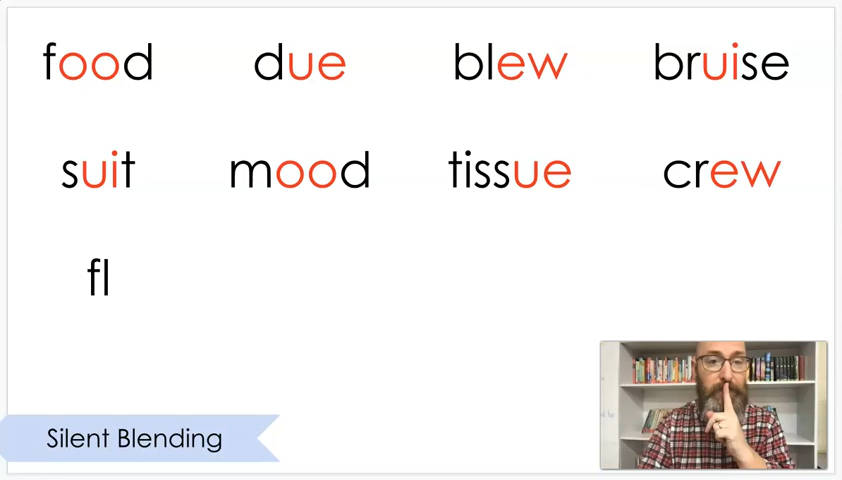 food due blew bruise
suit mood tissue crew
fl
Silent Blending